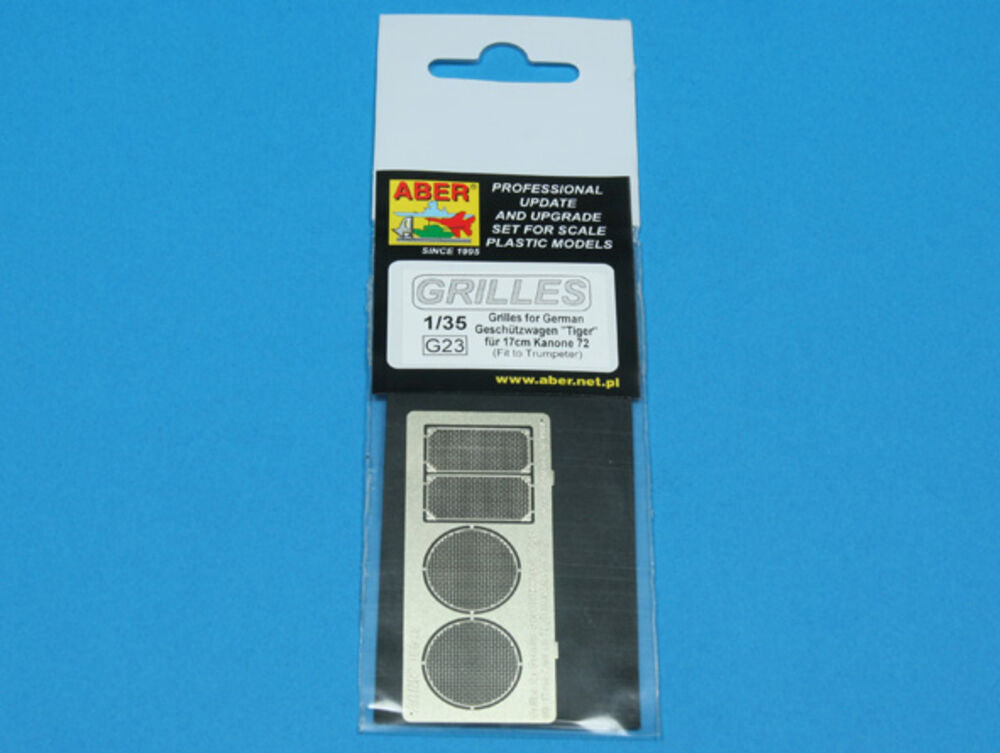 ABER®
SINCE 1995
PROFESSIONAL
UPDATE
AND UPGRADE
SET FOR SCALE
PLASTIC MODELS
GRILLES
1/35
G23
Grilles for German
Geschützwagen "Tiger"
für 17cm Kanone 72
(Fit to Trumpeter)
www.aber.net.pl